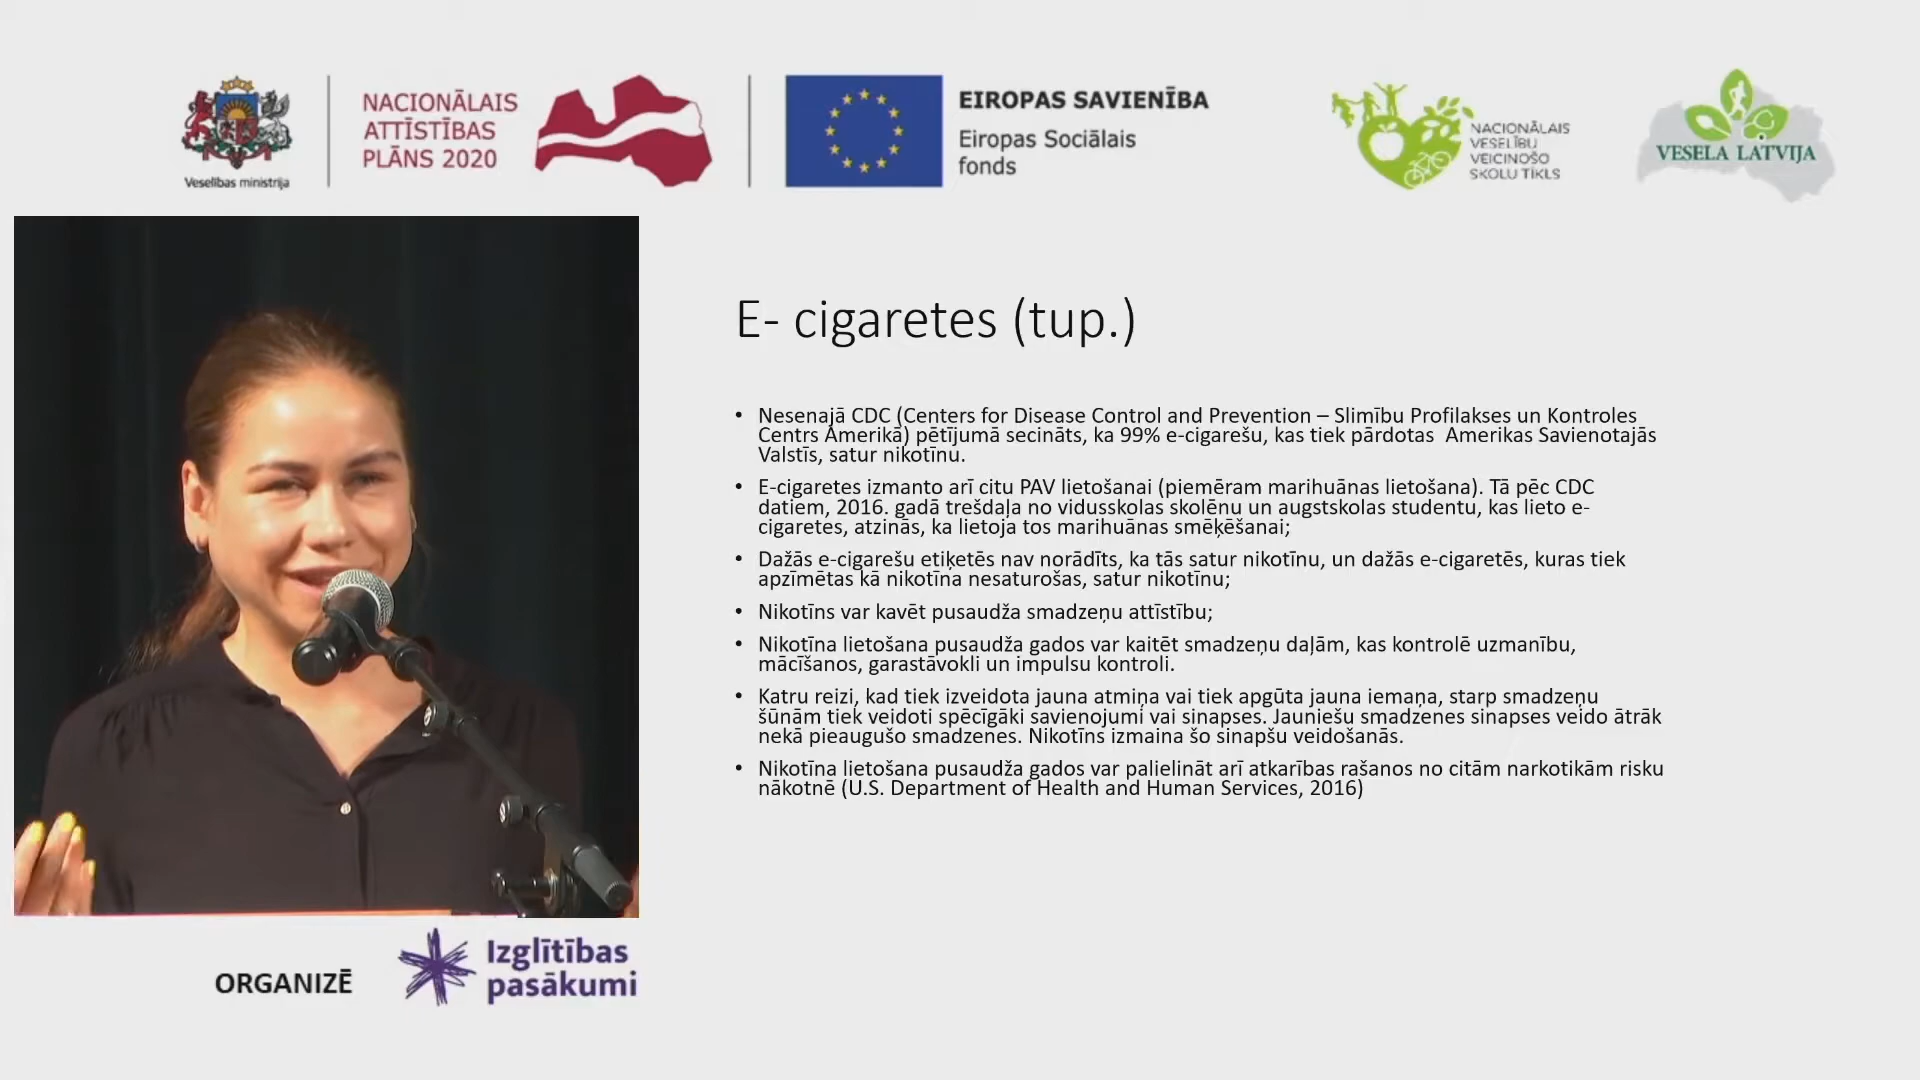 Veselības ministrija
NACIONĀLAIS
ATTĪSTĪBAS
PLĀNS 2020
EIROPAS SAVIENĪBA
Eiropas Sociālais
fonds
NACIONĀLAIS
VESELĪBU
VEICINOŠO
SKOLU TĪKLS
VESELA LATVIJA
E- cigaretes (tup.)
• Nesenajā CDC (Centers for Disease Control and Prevention – Slimību Profilakses un Kontroles
Centrs Amerikā) pētījumā secināts, ka 99% e-cigarešu, kas tiek pārdotas Amerikas Savienotajās
Valstīs, satur nikotīnu.
• E-cigaretes izmanto arī citu PAV lietošanai (piemēram marihuānas lietošana). Tā pēc CDC
datiem, 2016. gadā trešdaļa no vidusskolas skolēnu un augstskolas studentu, kas lieto e-
cigaretes, atzinās, ka lietoja tos marihuānas smēķēšanai;
• Dažās e-cigarešu etiķetēs nav norādīts, ka tās satur nikotīnu, un dažās e-cigaretēs, kuras tiek
apzīmētas kā nikotīna nesaturošas, satur nikotīnu;
• Nikotīns var kavēt pusaudža smadzeņu attīstību;
• Nikotīna lietošana pusaudža gados var kaitēt smadzeņu daļām, kas kontrolē uzmanību,
mācīšanos, garastāvokli un impulsu kontroli.
• Katru reizi, kad tiek izveidota jauna atmiņa vai tiek apgūta jauna iemaņa, starp smadzeņu
šūnām tiek veidoti spēcīgāki savienojumi vai sinapses. Jauniešu smadzenes sinapses veido ātrāk
nekā pieaugušo smadzenes. Nikotīns izmaina šo sinapšu veidošanās.
• Nikotīna lietošana pusaudža gados var palielināt arī atkarības rašanos no citām narkotikām risku
nākotnē (U.S. Department of Health and Human Services, 2016)
ORGANIZĒ
Izglītības
pasākumi